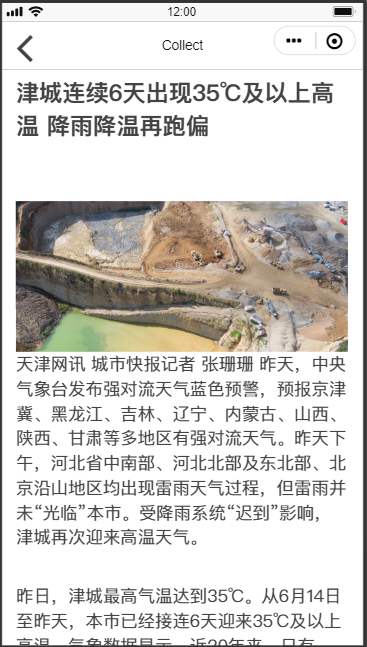 12:00
Collect
津城连续6天出现35℃及以上高
温 降雨降温再跑偏
天津网讯 城市快报记者 张珊珊 昨天，中央
气象台发布强对流天气蓝色预警，预报京津
冀、黑龙江、吉林、辽宁、内蒙古、山西、
陕西、甘肃等多地区有强对流天气。昨天下
午，河北省中南部、河北北部及东北部、北
京沿山地区均出现雷雨天气过程，但雷雨并
未“光临”本市。受降雨系统“迟到”影响，
津城再次迎来高温天气。
昨日，津城最高气温达到35℃。从6月14日
至昨天，本市已经接连6天迎来35℃及以上
高温。气象数据显示，近20年来，只有